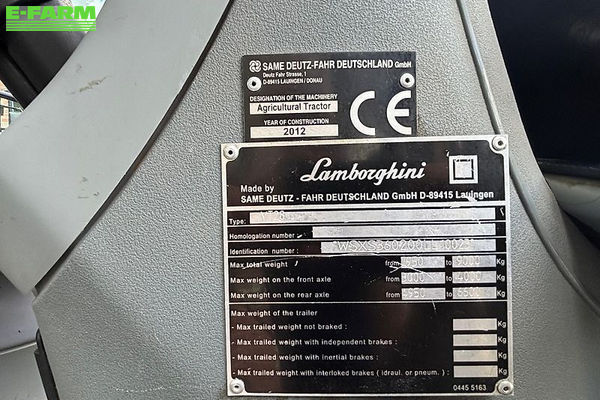 E-FARM
SAME DEUTZ-FAHR DEUTSCHLAND GmbH
Deutz Fahr Strasse, 1
D-89415 LAUINGEN / DONAU
DESIGNATION OF THE MACHINERY
Agricultural Tractor
YEAR OF CONSTRUCTION
2012
CE
Lamborghini
Made by
SAME DEUTZ - FAHR DEUTSCHLAND GmbH D-89415 Lauingen
Type
Homologation number
Identification number
Max total weight from to Kg
Max weight on the front axle from to Kg
Max weight on the rear axle from to Kg
Max weight of the trailer
- Max trailed weight not braked : Kg
- Max trailed weight with independent brakes : Kg
- Max trailed weight with inertial brakes : Kg
- Max trailed weight with interloked brakes ( idraul. or pneum. ) : Kg
0445 5163